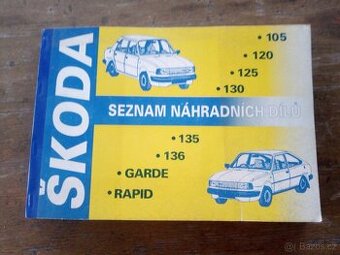 ŠKODA
• 105
• 120
• 125
• 130
SEZNAM NÁHRADNÍCH DÍLŮ
• 135
• 136
• GARDE
• RAPID